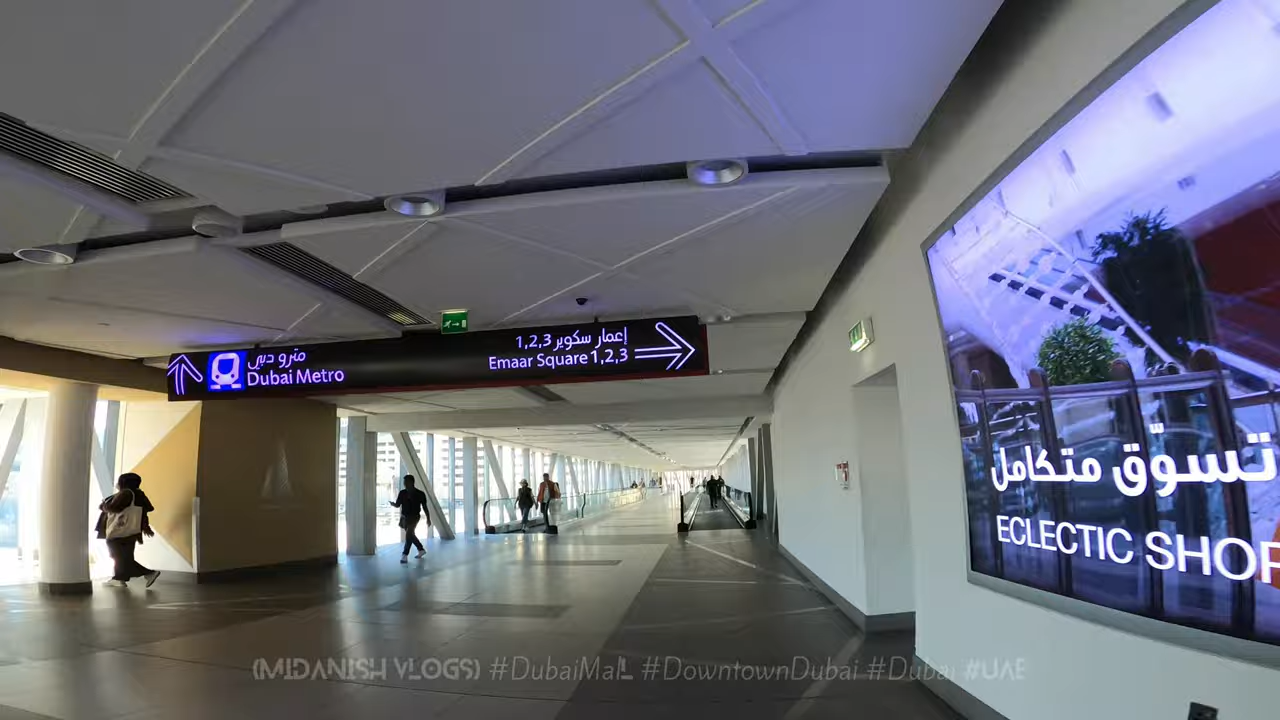 مترو دبي
Dubai Metro
إعمار سكوير 1,2,3
Emaar Square 1,2,3
تسوّق متكامل
ECLECTIC SHOP
(MIDANISH VLOGS) #DubaiMall #DowntownDubai #Dubai #UAE